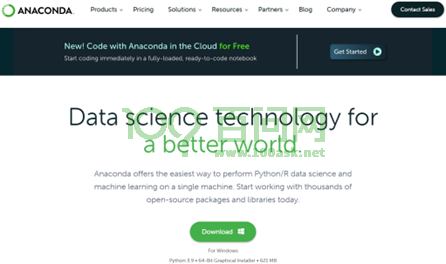 ANACONDA.
Products Pricing Solutions Resources Partners Blog Company Contact Sales
New! Code with Anaconda in the Cloud for Free
Start coding immediately in a fully-loaded, ready-to-code notebook
Get Started
Data science technology for
a better world.
百问网
www.100ask.net
Anaconda offers the easiest way to perform Python/R data science and
machine learning on a single machine. Start working with thousands of
open-source packages and libraries today.
Download
For Windows
Python 3.9 • 64-Bit Graphical Installer • 621 MB